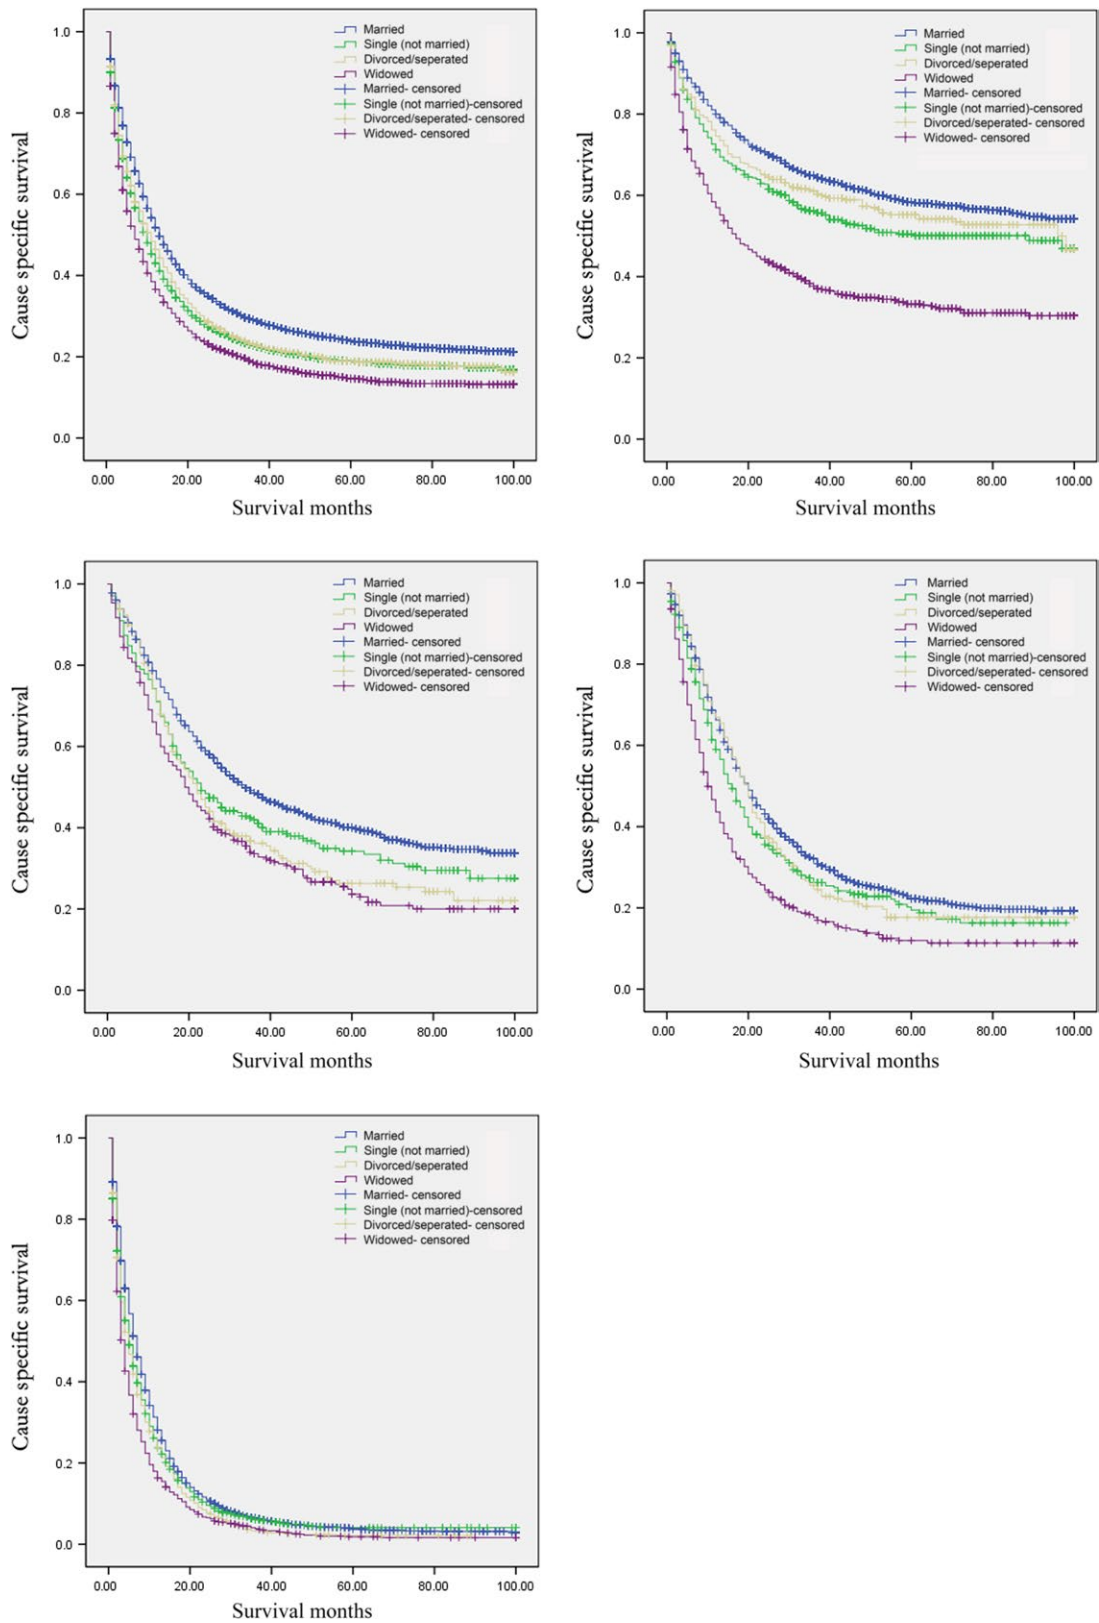 Cause specific survival
1.0
0.8
0.6
0.4
0.2
0.0
Married
Single (not married)
Divorced/seperated
Widowed
Married- censored
Single (not married)-censored
Divorced/seperated- censored
Widowed- censored
0.00 20.00 40.00 60.00 80.00 100.00
Survival months
Cause specific survival
1.0
0.8
0.6
0.4
0.2
0.0
Married
Single (not married)
Divorced/seperated
Widowed
Married- censored
Single (not married)-censored
Divorced/seperated- censored
Widowed- censored
0.00 20.00 40.00 60.00 80.00 100.00
Survival months
Cause specific survival
1.0
0.8
0.6
0.4
0.2
0.0
Married
Single (not married)
Divorced/seperated
Widowed
Married- censored
Single (not married)-censored
Divorced/seperated- censored
Widowed- censored
0.00 20.00 40.00 60.00 80.00 100.00
Survival months
Cause specific survival
1.0
0.8
0.6
0.4
0.2
0.0
Married
Single (not married)
Divorced/seperated
Widowed
Married- censored
Single (not married)-censored
Divorced/seperated- censored
Widowed- censored
0.00 20.00 40.00 60.00 80.00 100.00
Survival months
Cause specific survival
1.0
0.8
0.6
0.4
0.2
0.0
Married
Single (not married)
Divorced/seperated
Widowed
Married- censored
Single (not married)-censored
Divorced/seperated- censored
Widowed- censored
0.00 20.00 40.00 60.00 80.00 100.00
Survival months